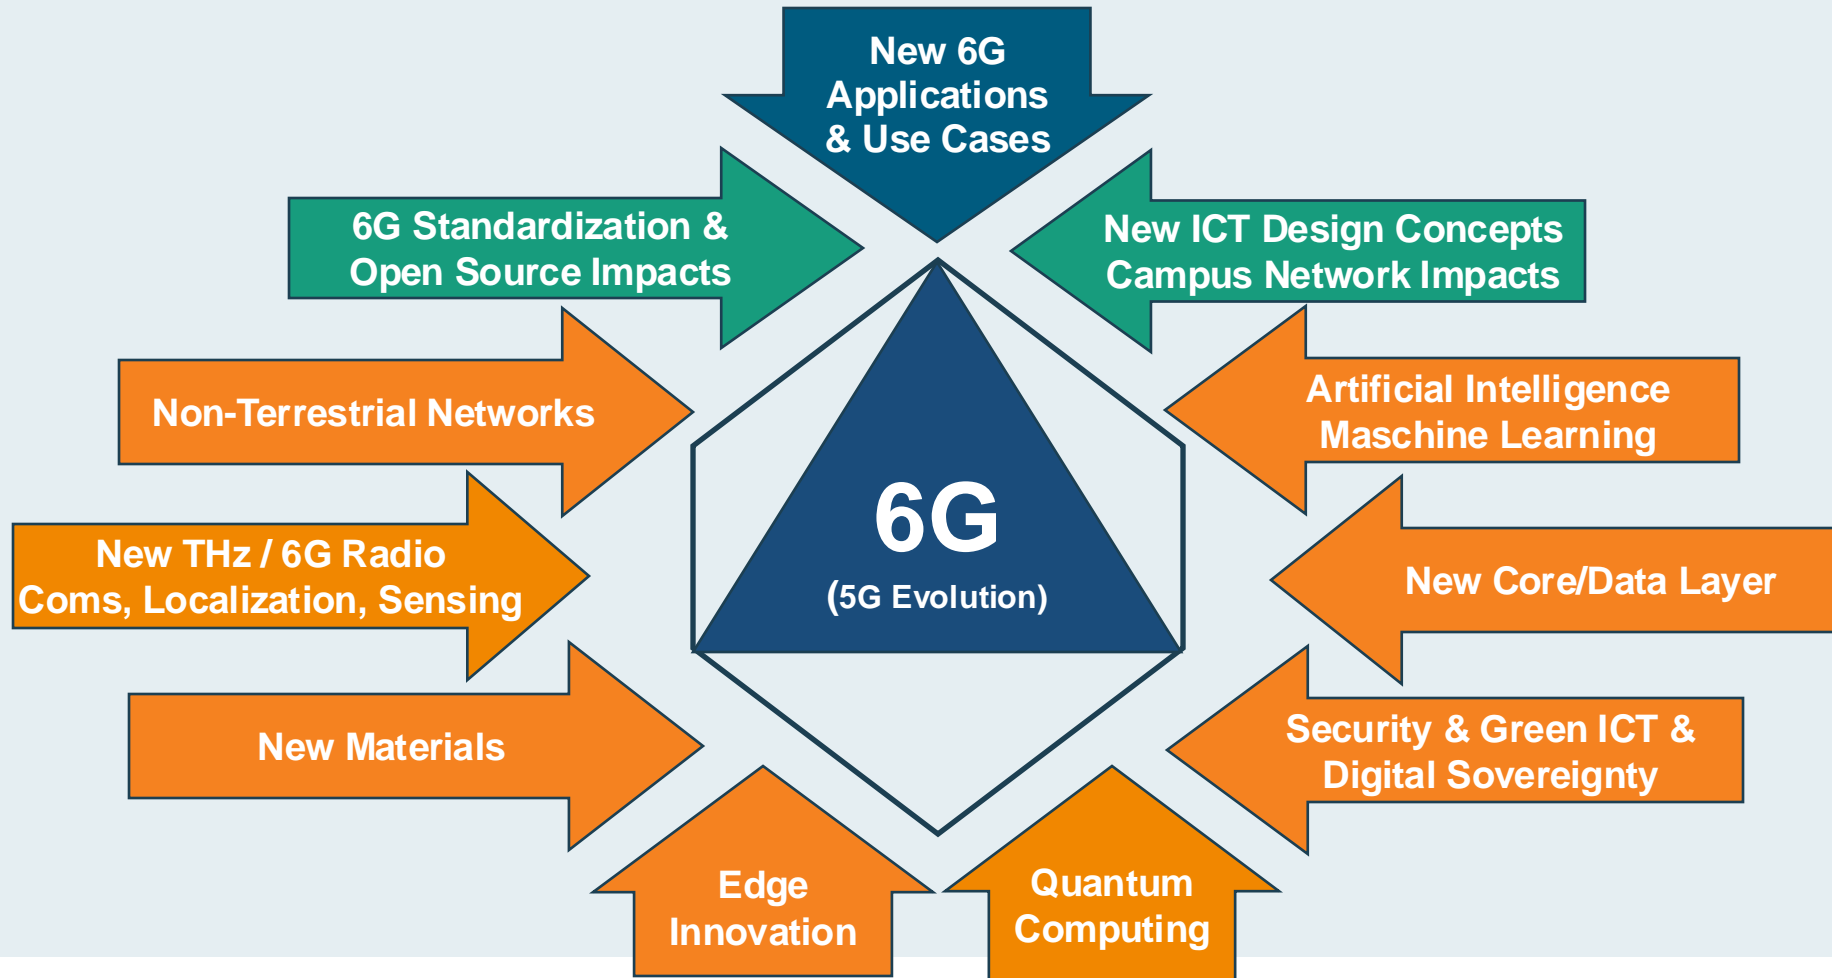 New 6G
Applications
& Use Cases
6G Standardization &
Open Source Impacts
New ICT Design Concepts
Campus Network Impacts
Non-Terrestrial Networks
Artificial Intelligence
Maschine Learning
6G
(5G Evolution)
New THz / 6G Radio
Coms, Localization, Sensing
New Core/Data Layer
New Materials
Security & Green ICT &
Digital Sovereignty
Edge
Innovation
Quantum
Computing